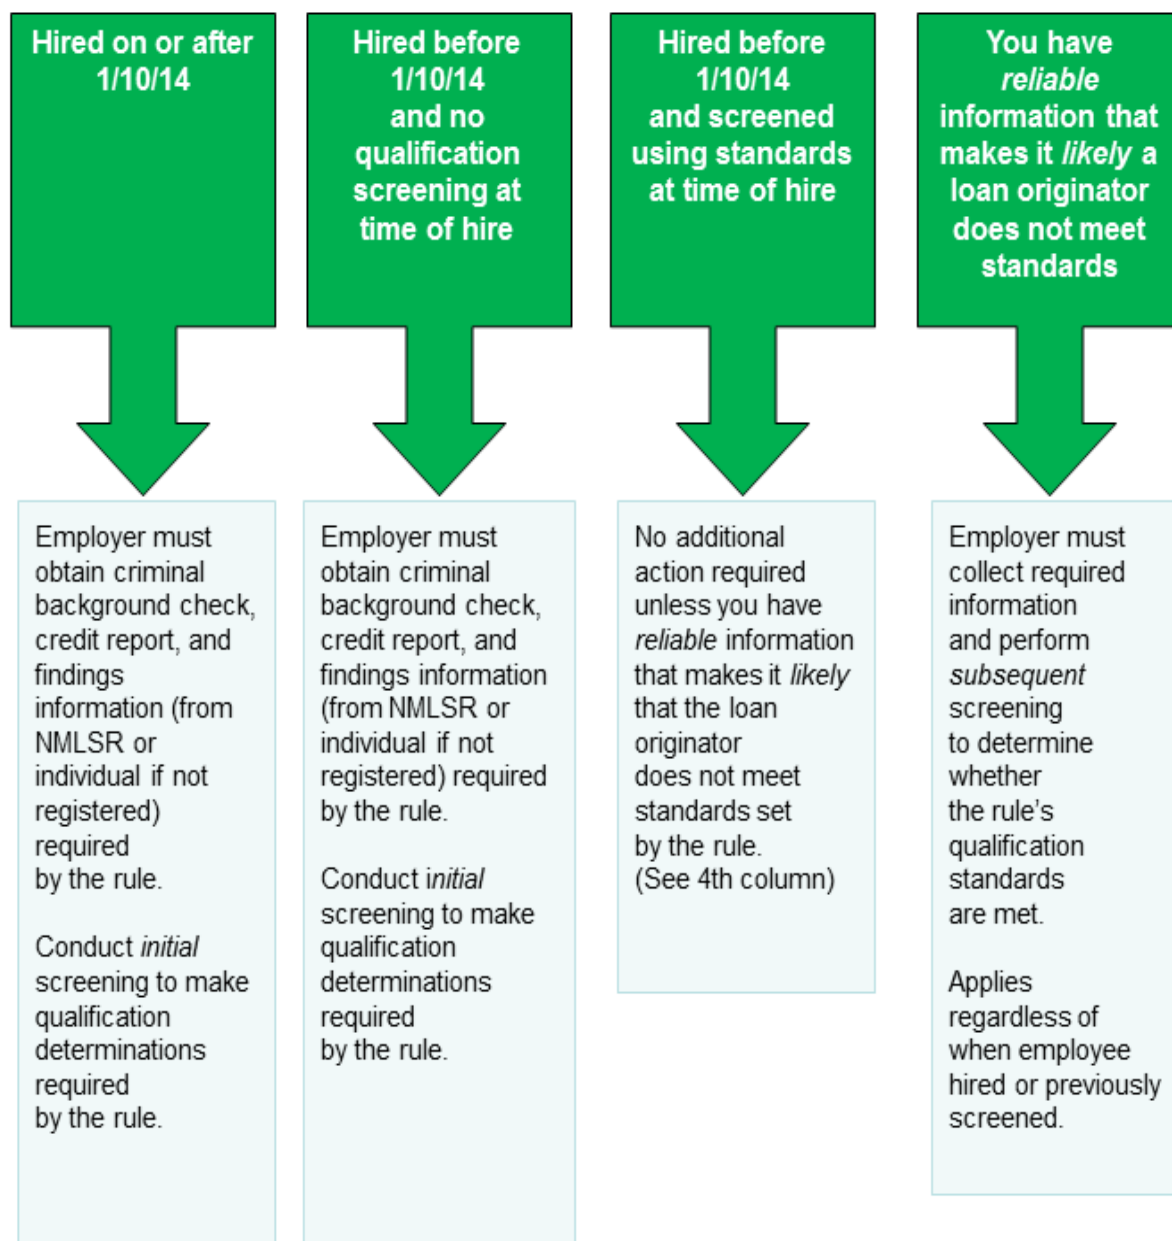 Hired on or after
1/10/14
Employer must
obtain criminal
background check,
credit report, and
findings
information (from
NMLSR or
individual if not
registered)
required
by the rule.
Conduct initial
screening to make
qualification
determinations
required
by the rule.
Hired before
1/10/14
and no
qualification
screening at
time of hire
Employer must
obtain criminal
background check,
credit report, and
findings information
(from NMLSR or
individual if not
registered) required
by the rule.
Conduct initial
screening to make
qualification
determinations
required
by the rule.
Hired before
1/10/14
and screened
using standards
at time of hire
No additional
action required
unless you have
reliable information
that makes it likely
that the loan
originator
does not meet
standards set
by the rule.
(See 4th column)
You have
reliable
information that
makes it likely a
loan originator
does not meet
standards
Employer must
collect required
information
and perform
subsequent
screening
to determine
whether
the rule's
qualification
standards
are met.
Applies
regardless of
when employee
hired or previously
screened.